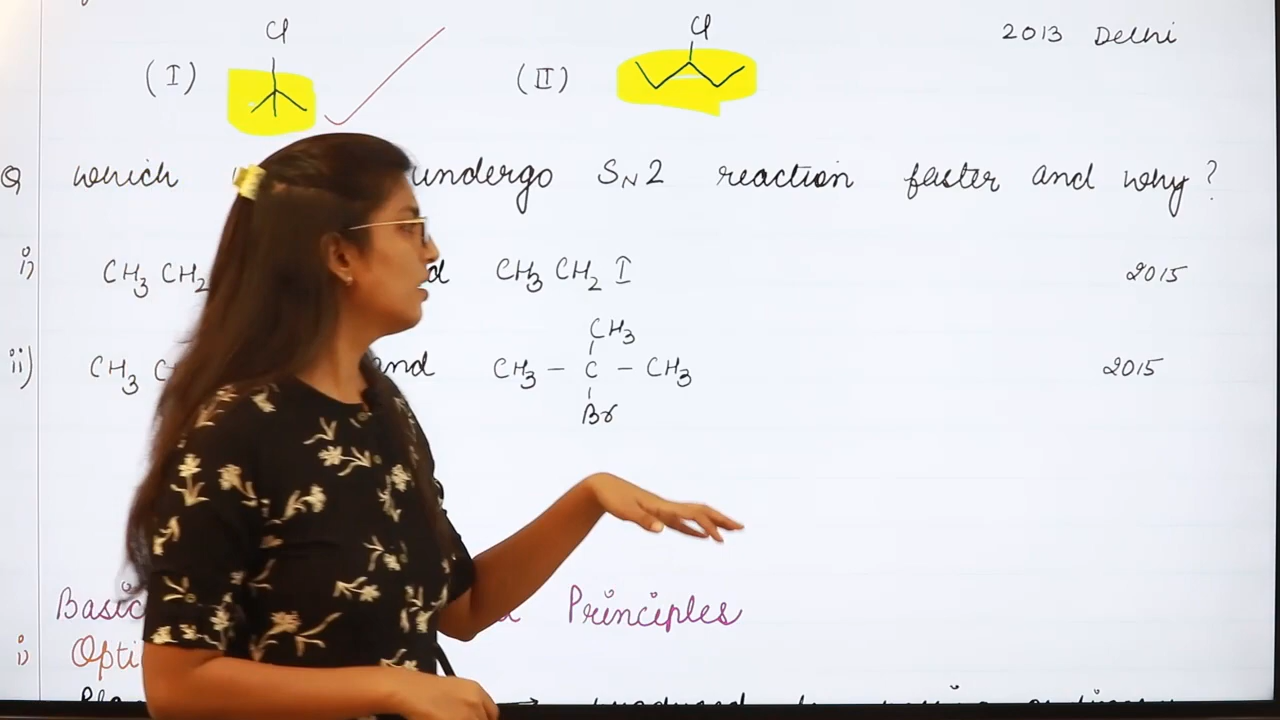 Cl Cl 2013 Delhi
(I) (II)
Q which undergo SN2 reaction faster and why?
i) CH3 CH2 CH3 CH2 I 2015
CH3
ii) CH3 and CH3 – C – CH3 2015
Br
Basic Principles
i)